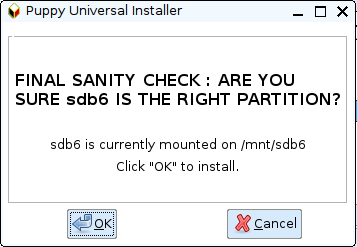 Puppy Universal Installer
FINAL SANITY CHECK : ARE YOU
SURE sdb6 IS THE RIGHT PARTITION?
sdb6 is currently mounted on /mnt/sdb6
Click "OK" to install.
OK
Cancel